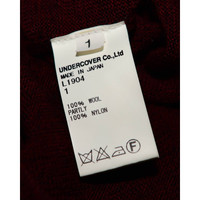 1
UNDERCOVER Co.,Ltd
MADE IN JAPAN
L1904
1
100% WOOL
PARTLY
100% NYLON
F